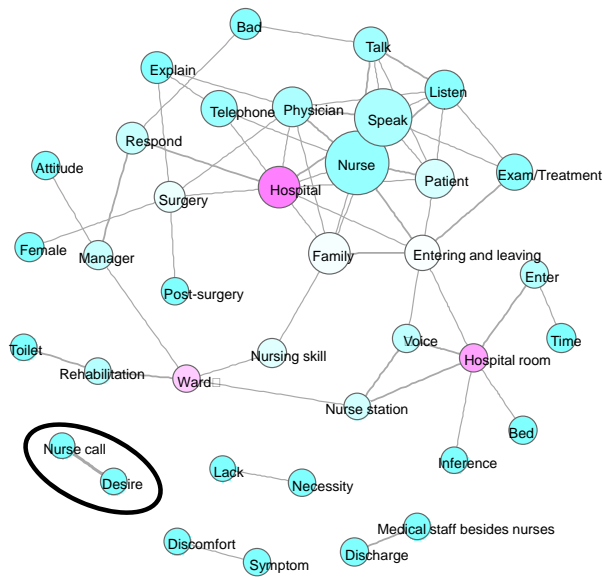 Bad
Talk
Explain
Listen
Telephone
Physician
Speak
Respond
Nurse
Attitude
Patient
Exam/Treatment
Hospital
Surgery
Female
Manager
Family
Entering and leaving
Enter
Post-surgery
Toilet
Nursing skill
Voice
Time
Hospital room
Rehabilitation
Ward□
Nurse station
Bed
Nurse call
Inference
Lack
Desire
Necessity
Medical staff besides nurses
Discomfort
Discharge
Symptom